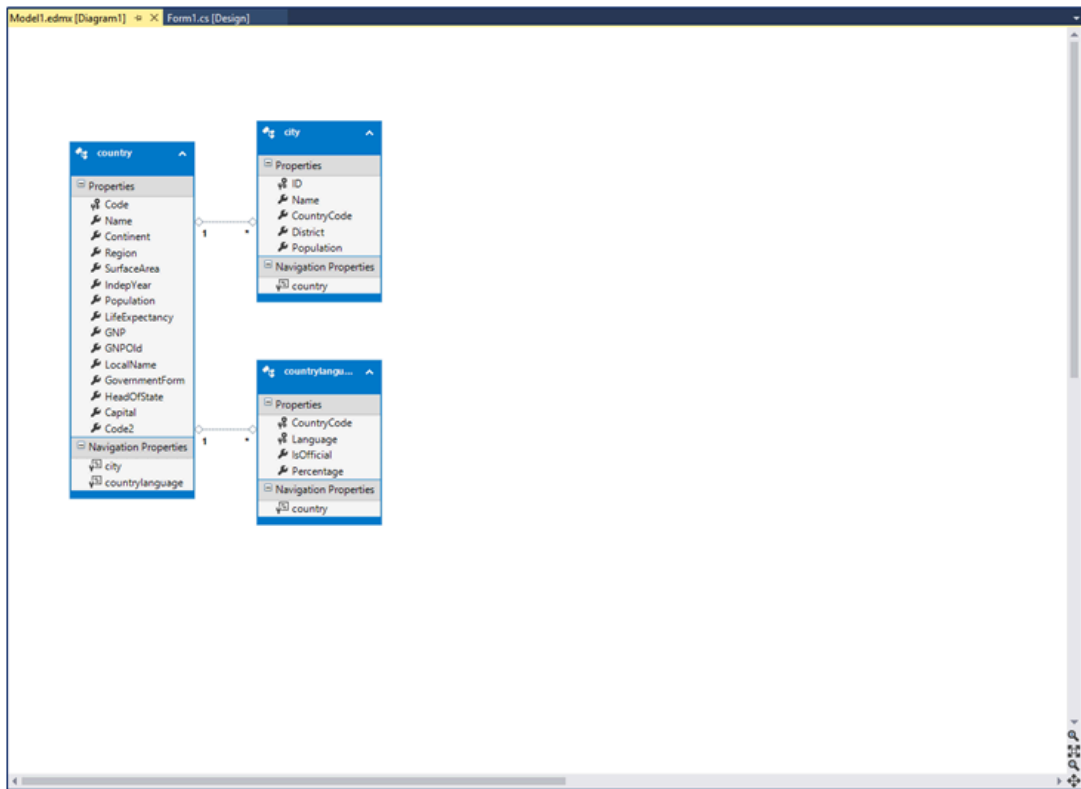 Model1.edmx [Diagram1] Form1.cs [Design]
country
Properties
Code
Name
Continent
Region
SurfaceArea
IndepYear
Population
LifeExpectancy
GNP
GNPOld
LocalName
GovernmentForm
HeadOfState
Capital
Code2
Navigation Properties
city
countrylanguage
1 *
1 *
city
Properties
ID
Name
CountryCode
District
Population
Navigation Properties
country
countrylangu...
Properties
CountryCode
Language
IsOfficial
Percentage
Navigation Properties
country